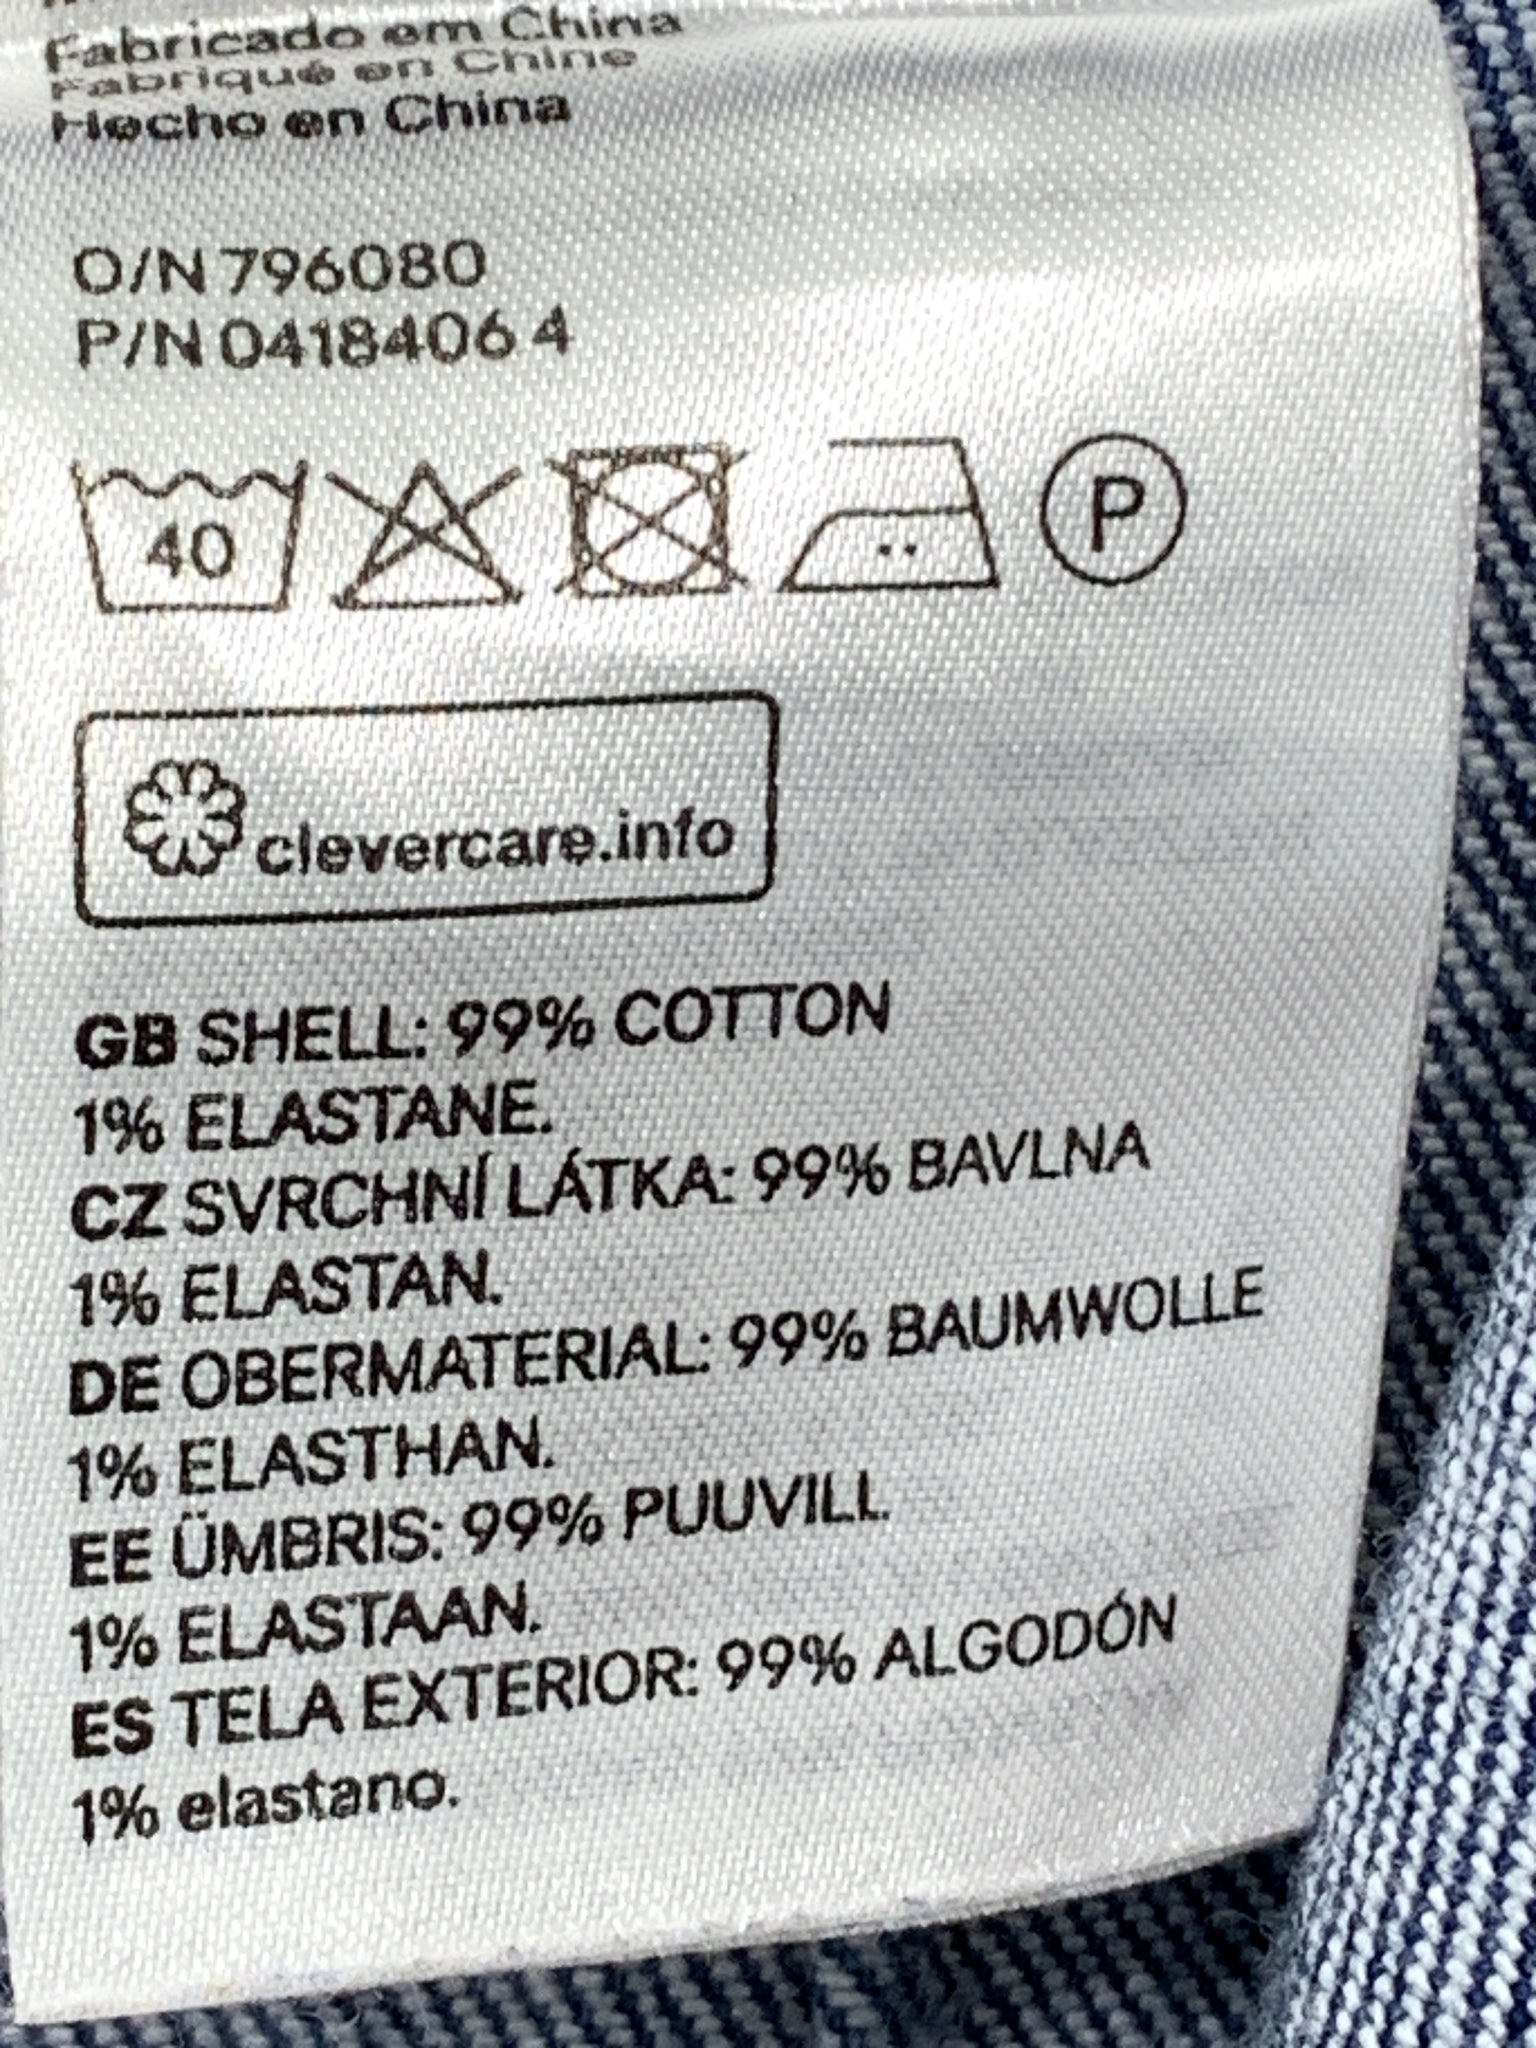 Fabricado em China
Fabriqué en Chine
Hecho en China
O/N 796080
P/N 0418406 4
40
P
clevercare.info
GB SHELL: 99% COTTON
1% ELASTANE.
CZ SVRCHNÍ LÁTKA: 99% BAVLNA
1% ELASTAN.
DE OBERMATERIAL: 99% BAUMWOLLE
1% ELASTHAN.
EE ÜMBRIS: 99% PUUVILL
1% ELASTAAN.
ES TELA EXTERIOR: 99% ALGODÓN
1% elastano.